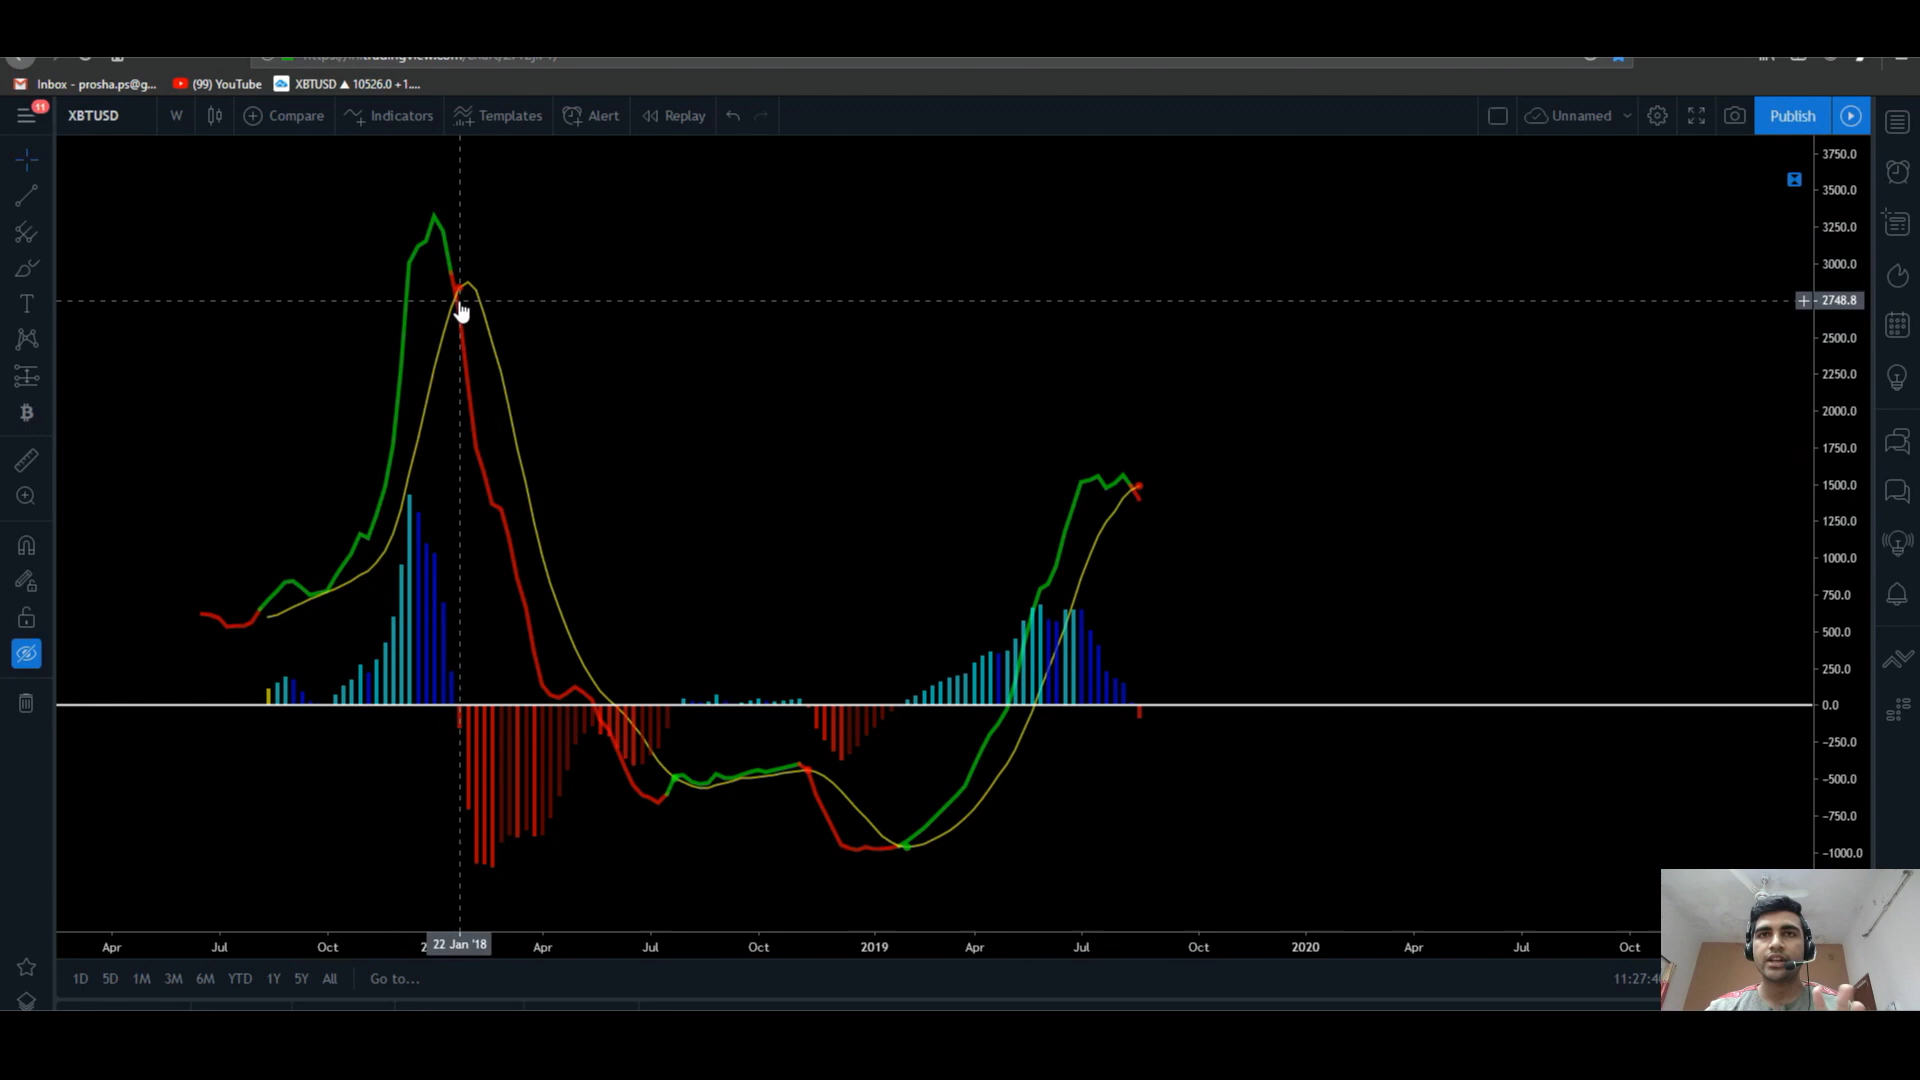 Inbox - prosha.ps@g...
(99) YouTube
XBTUSD ▲ 10526.0 +1....
11
XBTUSD
W
Compare
Indicators
Templates
Alert
Replay
Unnamed
Publish
3750.0
3500.0
3250.0
3000.0
2748.8
2500.0
2250.0
2000.0
1750.0
1500.0
1250.0
1000.0
750.0
500.0
250.0
0.0
−250.0
−500.0
−750.0
−1000.0
Apr Jul Oct 2 22 Jan '18 Apr Jul Oct 2019 Apr Jul Oct 2020 Apr Jul Oct
1D 5D 1M 3M 6M YTD 1Y 5Y All Go to... 11:27:4